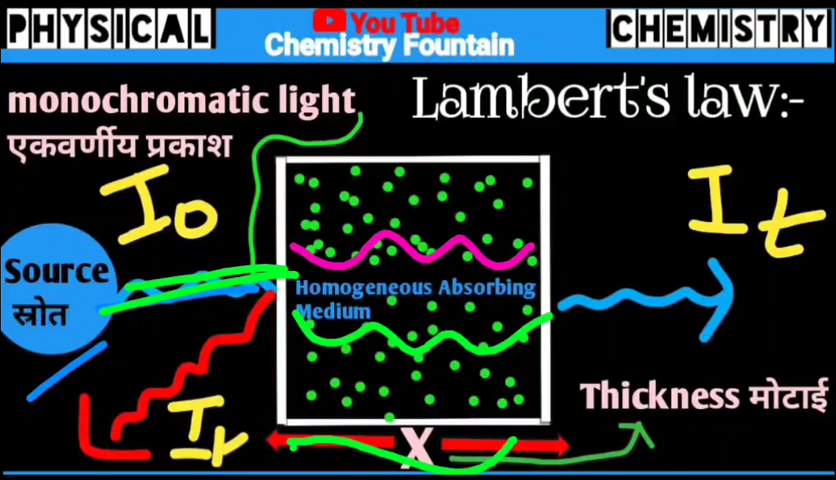 PHYSICAL
You Tube
Chemistry Fountain
CHEMISTRY
monochromatic light
एकवर्णीय प्रकाश
Lambert's law:-
Io
It
Source
स्रोत
Homogeneous Absorbing
Medium
Ir
X
Thickness मोटाई